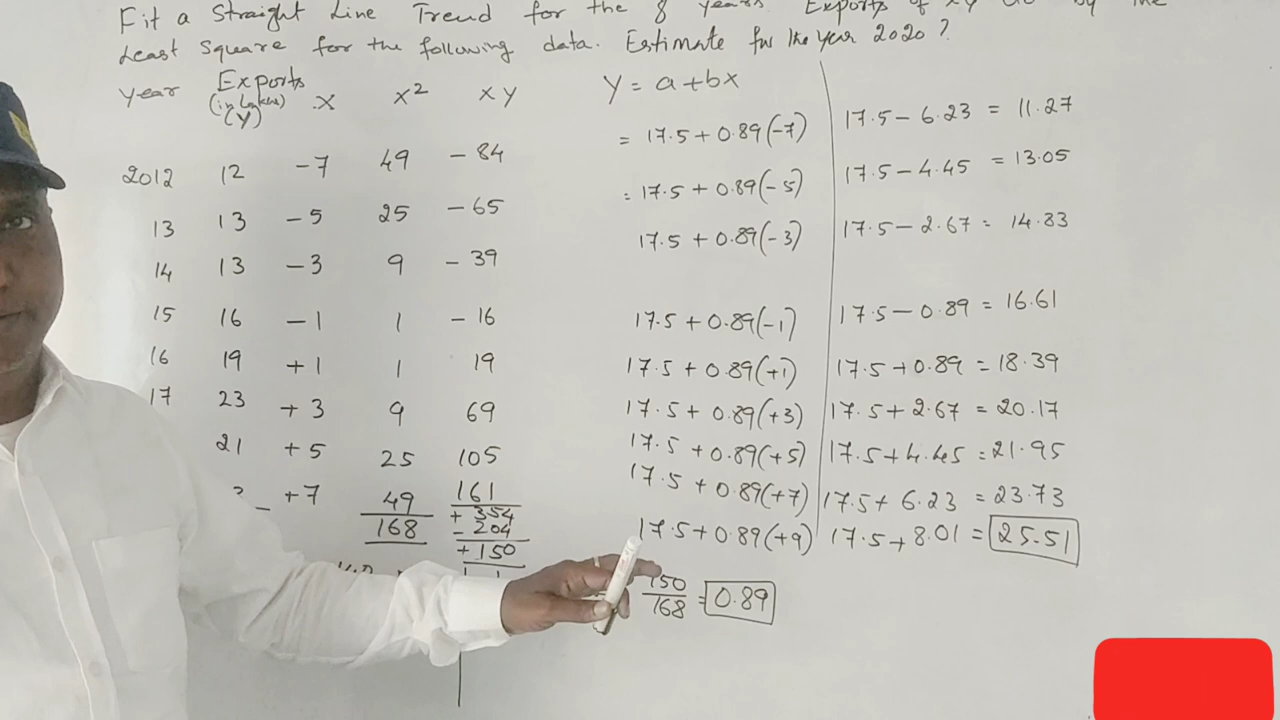 Fit a Straight Line Trend for the 8 years Exports of xy by the
Least Square for the following data. Estimate for the year 2020?
year Exports (in Lakhs) (Y) X X² XY
2012 12 -7 49 -84
13 13 -5 25 -65
14 13 -3 9 -39
15 16 -1 1 -16
16 19 +1 1 19
17 23 +3 9 69
21 +5 25 105
+7 49 161
168 + 354
- 204
+150
Y = a+bx
= 17.5 + 0.89(-7)
= 17.5 + 0.89(-5)
17.5 + 0.89(-3)
17.5 + 0.89(-1)
17.5 + 0.89(+1)
17.5 + 0.89(+3)
17.5 + 0.89(+5)
17.5 + 0.89(+7)
17.5 + 0.89(+9)
150
168 = 0.89
17.5 - 6.23 = 11.27
17.5 - 4.45 = 13.05
17.5 - 2.67 = 14.83
17.5 - 0.89 = 16.61
17.5 + 0.89 = 18.39
17.5 + 2.67 = 20.17
17.5 + 4.45 = 21.95
17.5 + 6.23 = 23.73
17.5 + 8.01 = 25.51